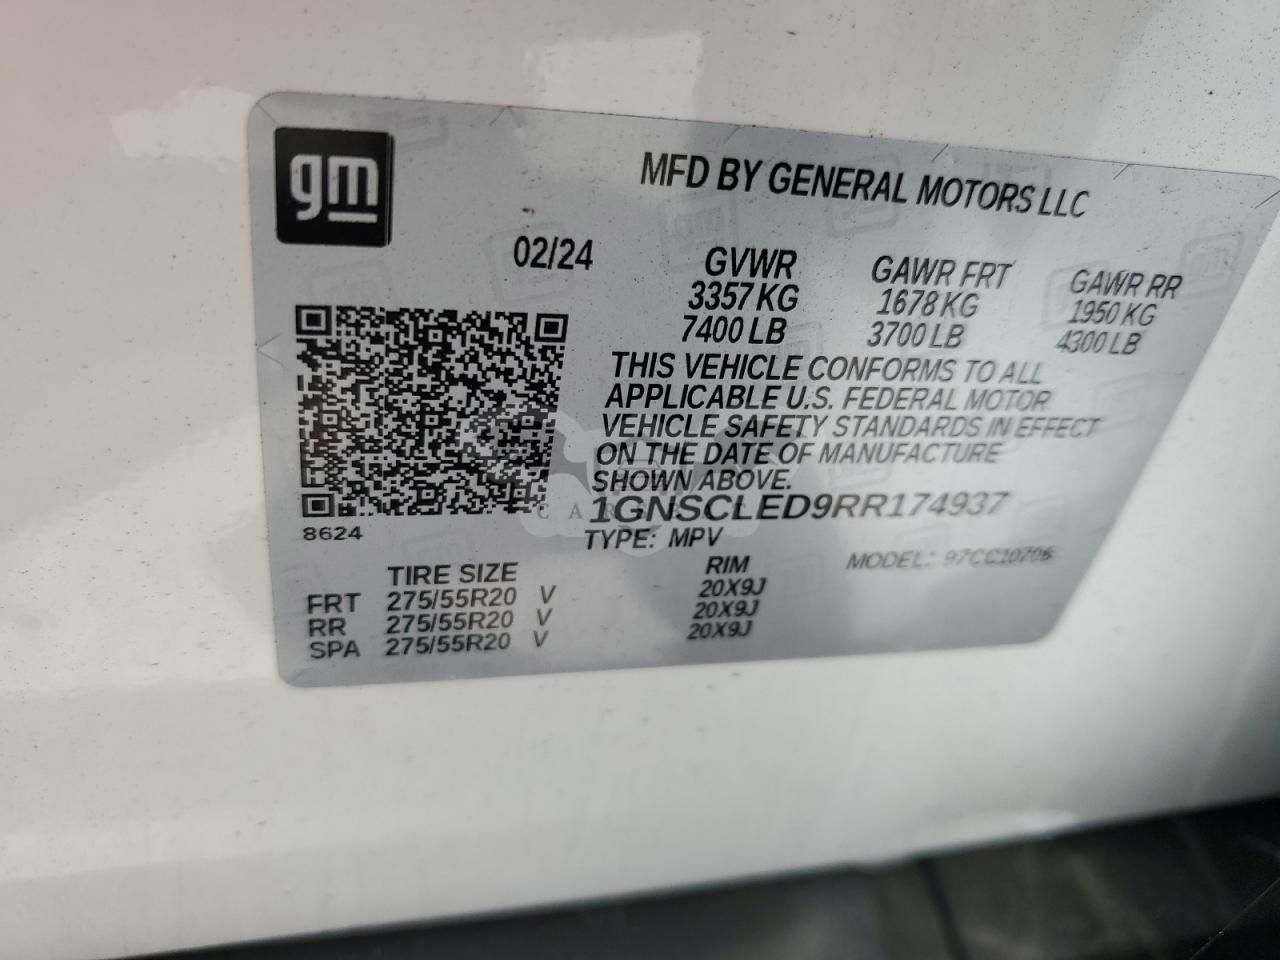 gm
MFD BY GENERAL MOTORS LLC
02/24
GVWR GAWR FRT GAWR RR
3357 KG 1678 KG 1950 KG
7400 LB 3700 LB 4300 LB
THIS VEHICLE CONFORMS TO ALL
APPLICABLE U.S. FEDERAL MOTOR
VEHICLE SAFETY STANDARDS IN EFFECT
ON THE DATE OF MANUFACTURE
SHOWN ABOVE.
1GNSCLED9RR174937
8624
TYPE: MPV
MODEL: 97CC10706
TIRE SIZE RIM
FRT 275/55R20 V 20X9J
RR 275/55R20 V 20X9J
SPA 275/55R20 V 20X9J